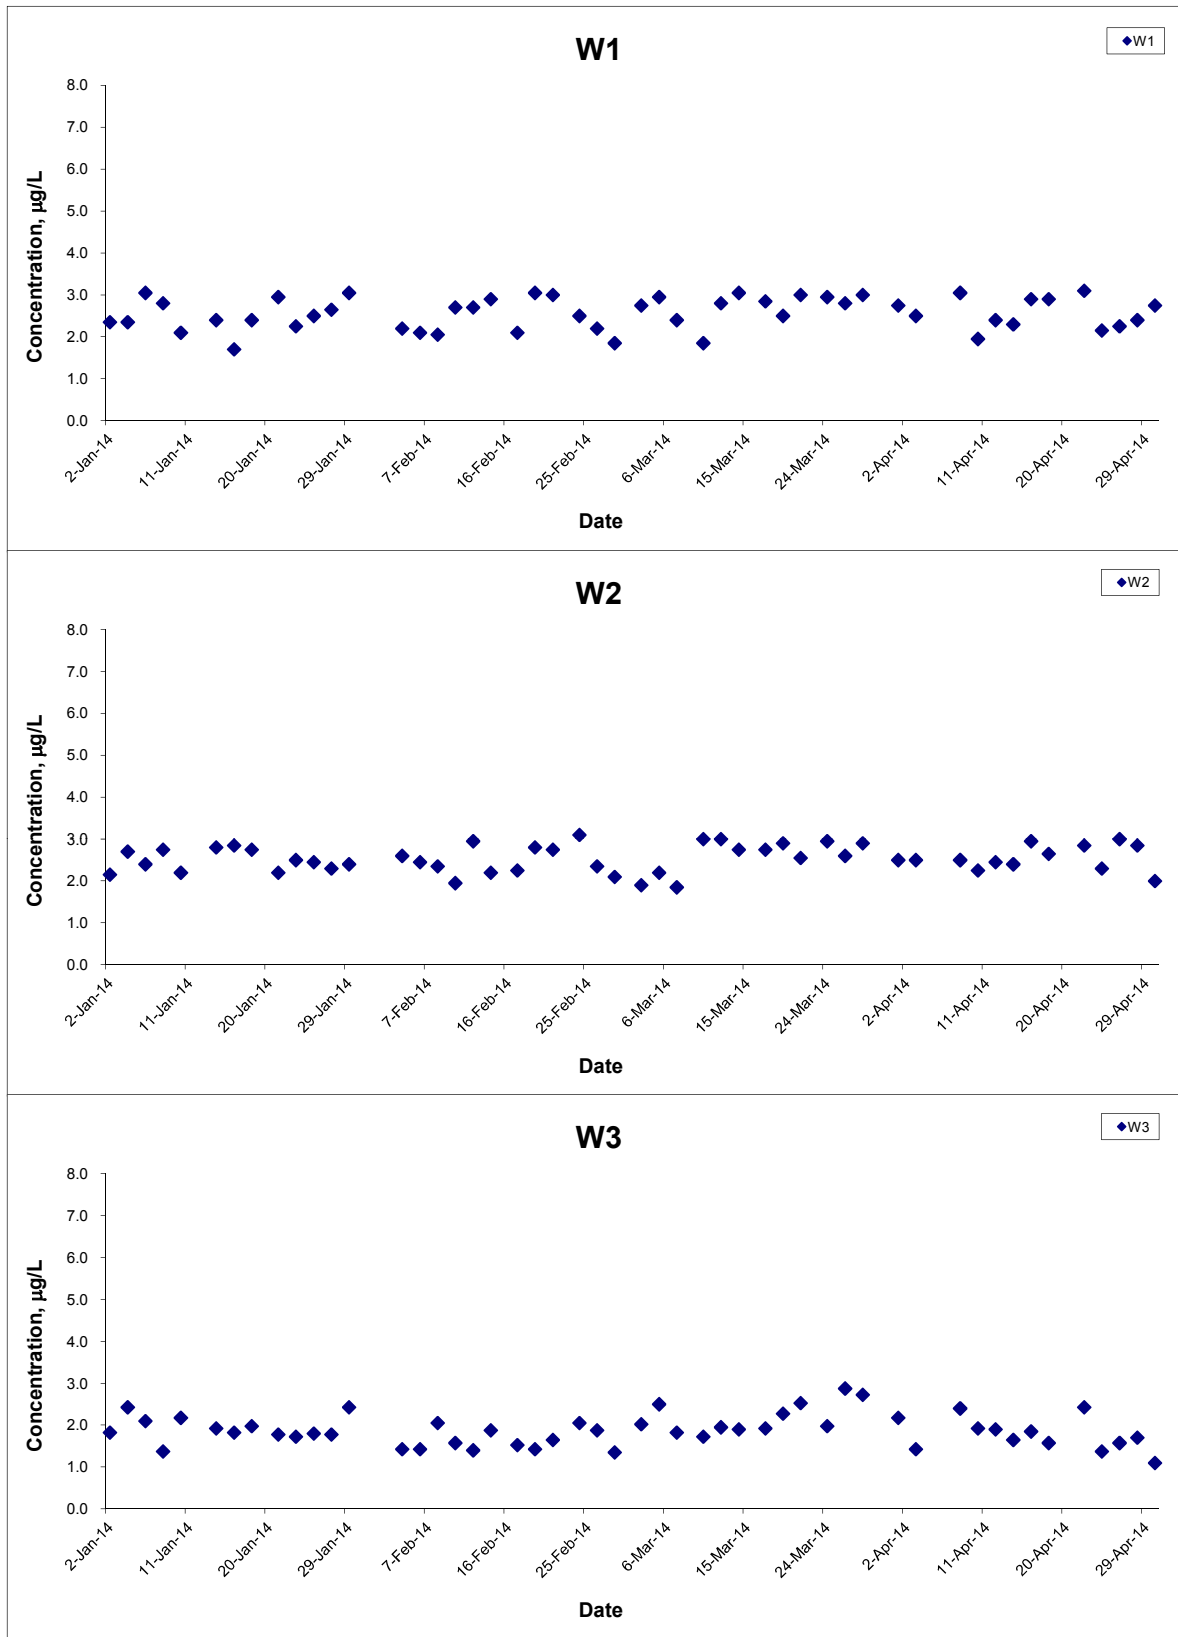 W1
W1
8.0
7.0
6.0
5.0
4.0
3.0
2.0
1.0
0.0
Concentration, µg/L
2-Jan-14
11-Jan-14
20-Jan-14
29-Jan-14
7-Feb-14
16-Feb-14
25-Feb-14
6-Mar-14
15-Mar-14
24-Mar-14
2-Apr-14
11-Apr-14
20-Apr-14
29-Apr-14
Date
W2
W2
8.0
7.0
6.0
5.0
4.0
3.0
2.0
1.0
0.0
Concentration, µg/L
2-Jan-14
11-Jan-14
20-Jan-14
29-Jan-14
7-Feb-14
16-Feb-14
25-Feb-14
6-Mar-14
15-Mar-14
24-Mar-14
2-Apr-14
11-Apr-14
20-Apr-14
29-Apr-14
Date
W3
W3
8.0
7.0
6.0
5.0
4.0
3.0
2.0
1.0
0.0
Concentration, µg/L
2-Jan-14
11-Jan-14
20-Jan-14
29-Jan-14
7-Feb-14
16-Feb-14
25-Feb-14
6-Mar-14
15-Mar-14
24-Mar-14
2-Apr-14
11-Apr-14
20-Apr-14
29-Apr-14
Date